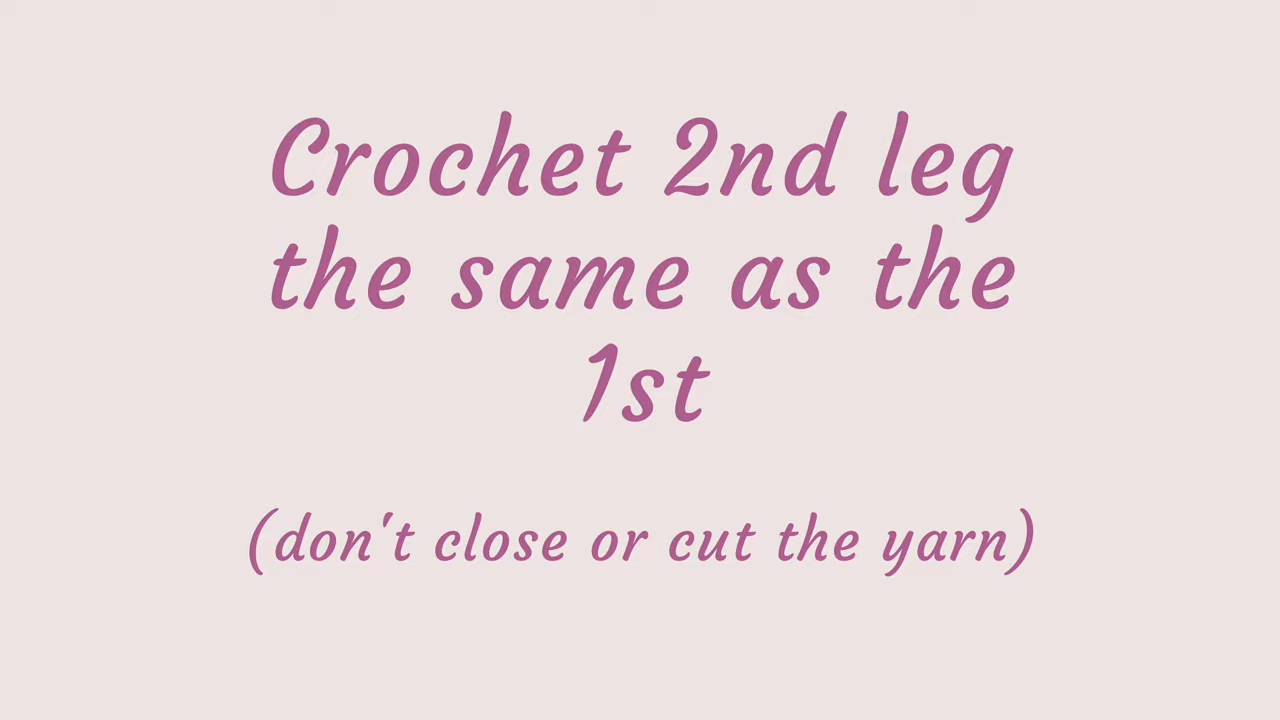 Crochet 2nd leg
the same as the
1st
(don't close or cut the yarn)